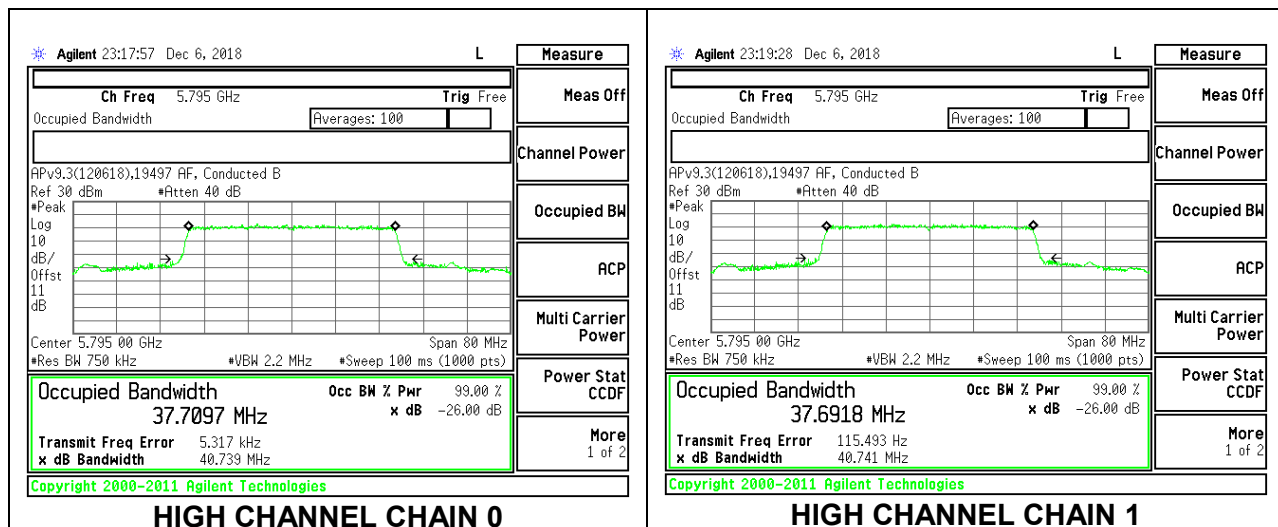 Agilent 23:17:57 Dec 6, 2018 L
Measure
Ch Freq 5.795 GHz Trig Free
Occupied Bandwidth Averages: 100
APv9.3(120618),19497 AF, Conducted B
Ref 30 dBm #Atten 40 dB
#Peak
Log
10
dB/
Offst
11
dB
Center 5.795 00 GHz Span 80 MHz
#Res BW 750 kHz #VBW 2.2 MHz #Sweep 100 ms (1000 pts)
Occupied Bandwidth Occ BW % Pwr 99.00 %
37.7097 MHz x dB -26.00 dB
Transmit Freq Error 5.317 kHz
x dB Bandwidth 40.739 MHz
Copyright 2000-2011 Agilent Technologies
Meas Off
Channel Power
Occupied BW
ACP
Multi Carrier
Power
Power Stat
CCDF
More
1 of 2
HIGH CHANNEL CHAIN 0
Agilent 23:19:28 Dec 6, 2018 L
Measure
Ch Freq 5.795 GHz Trig Free
Occupied Bandwidth Averages: 100
APv9.3(120618),19497 AF, Conducted B
Ref 30 dBm #Atten 40 dB
#Peak
Log
10
dB/
Offst
11
dB
Center 5.795 00 GHz Span 80 MHz
#Res BW 750 kHz #VBW 2.2 MHz #Sweep 100 ms (1000 pts)
Occupied Bandwidth Occ BW % Pwr 99.00 %
37.6918 MHz x dB -26.00 dB
Transmit Freq Error 115.493 Hz
x dB Bandwidth 40.741 MHz
Copyright 2000-2011 Agilent Technologies
Meas Off
Channel Power
Occupied BW
ACP
Multi Carrier
Power
Power Stat
CCDF
More
1 of 2
HIGH CHANNEL CHAIN 1